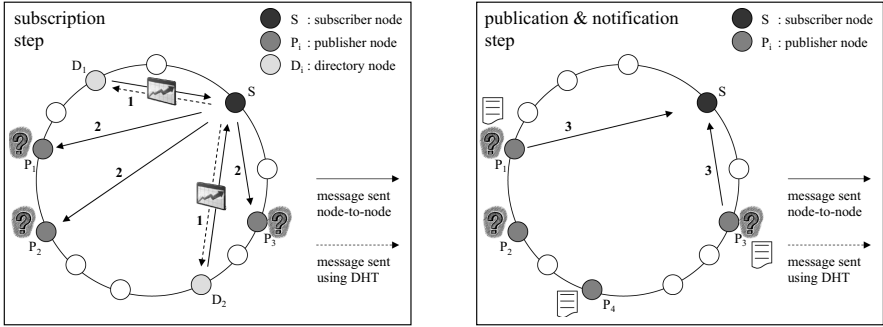 subscription
step
S : subscriber node
Pi : publisher node
Di : directory node
D1
S
1
2
P1
2
2
1
P2
P3
D2
message sent
node-to-node
message sent
using DHT
publication & notification
step
S : subscriber node
Pi : publisher node
S
3
P1
3
P2
P3
P4
message sent
node-to-node
message sent
using DHT